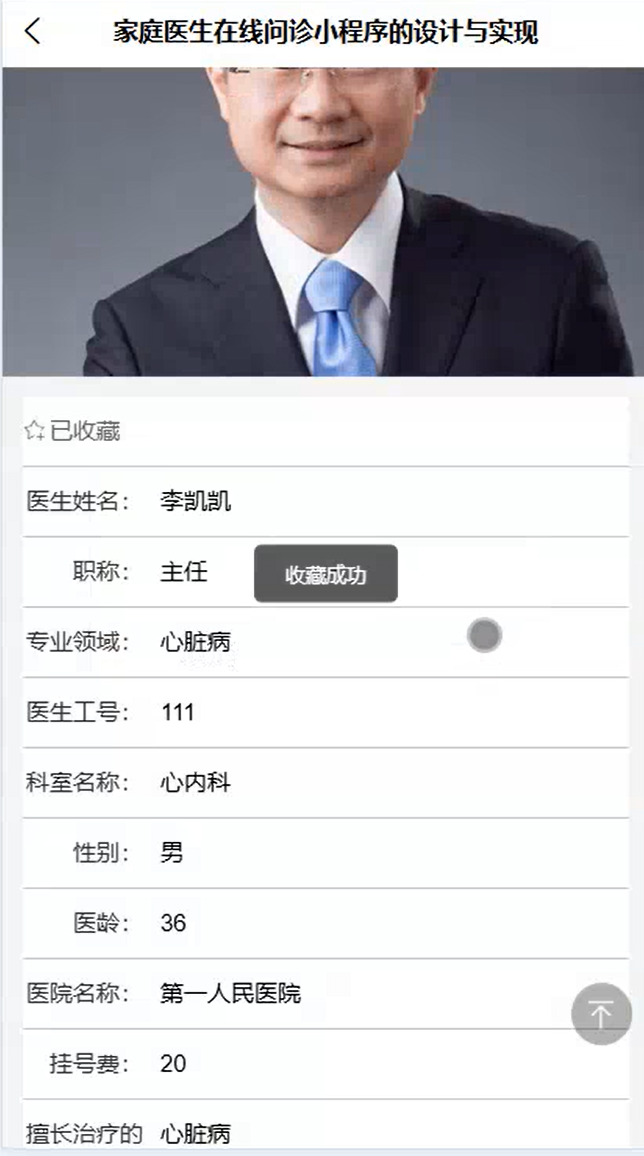 家庭医生在线问诊小程序的设计与实现
已收藏
医生姓名： 李凯凯
职称： 主任
收藏成功
专业领域： 心脏病
医生工号： 111
科室名称： 心内科
性别： 男
医龄： 36
医院名称： 第一人民医院
挂号费： 20
擅长治疗的 心脏病